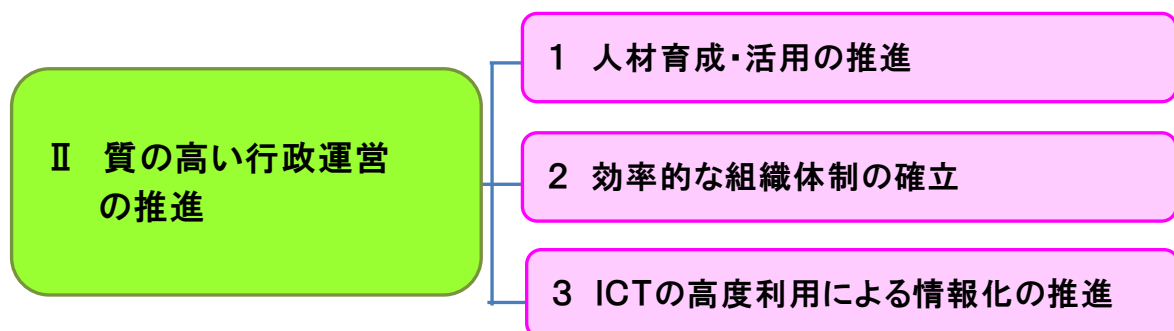 Ⅱ 質の高い行政運営
の推進
1 人材育成・活用の推進
2 効率的な組織体制の確立
3 ICTの高度利用による情報化の推進